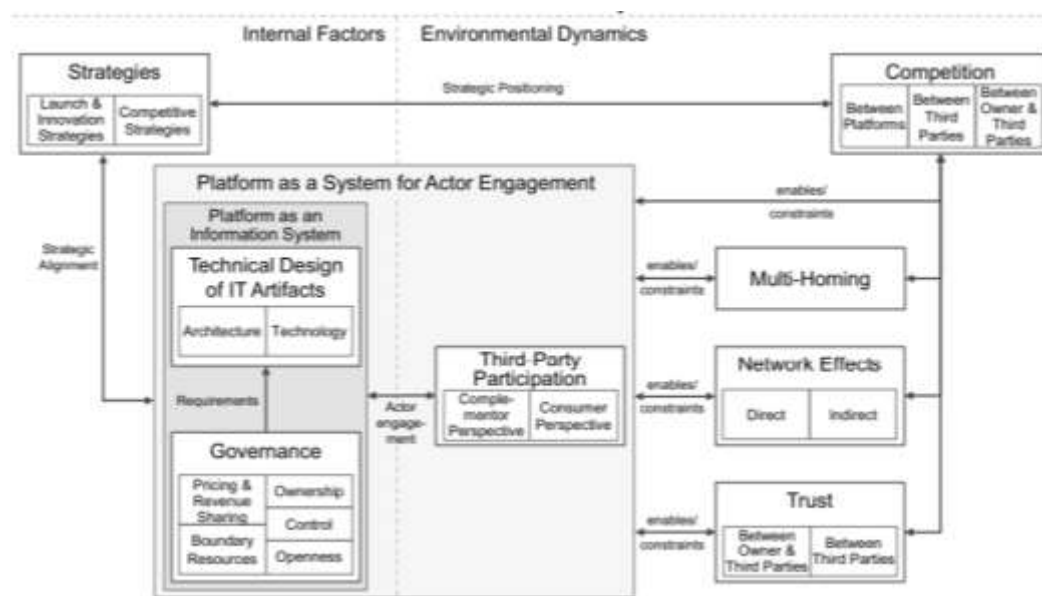 Internal Factors
Environmental Dynamics
Strategies
Launch &
Innovation
Strategies
Competitive
Strategies
Strategic Positioning
Competition
Between
Platforms
Between
Third
Parties
Between
Owner &
Third
Parties
Platform as a System for Actor Engagement
Platform as an
Information System
Technical Design
of IT Artifacts
Architecture
Technology
Strategic
Alignment
Requirements
Governance
Pricing &
Revenue
Sharing
Boundary
Resources
Ownership
Control
Openness
Actor
engage-
ment
Third-Party
Participation
Comple-
mentor
Perspective
Consumer
Perspective
enables/
constraints
enables/
constraints
Multi-Homing
enables/
constraints
Network Effects
Direct
Indirect
enables/
constraints
Trust
Between
Owner &
Third Parties
Between
Third Parties